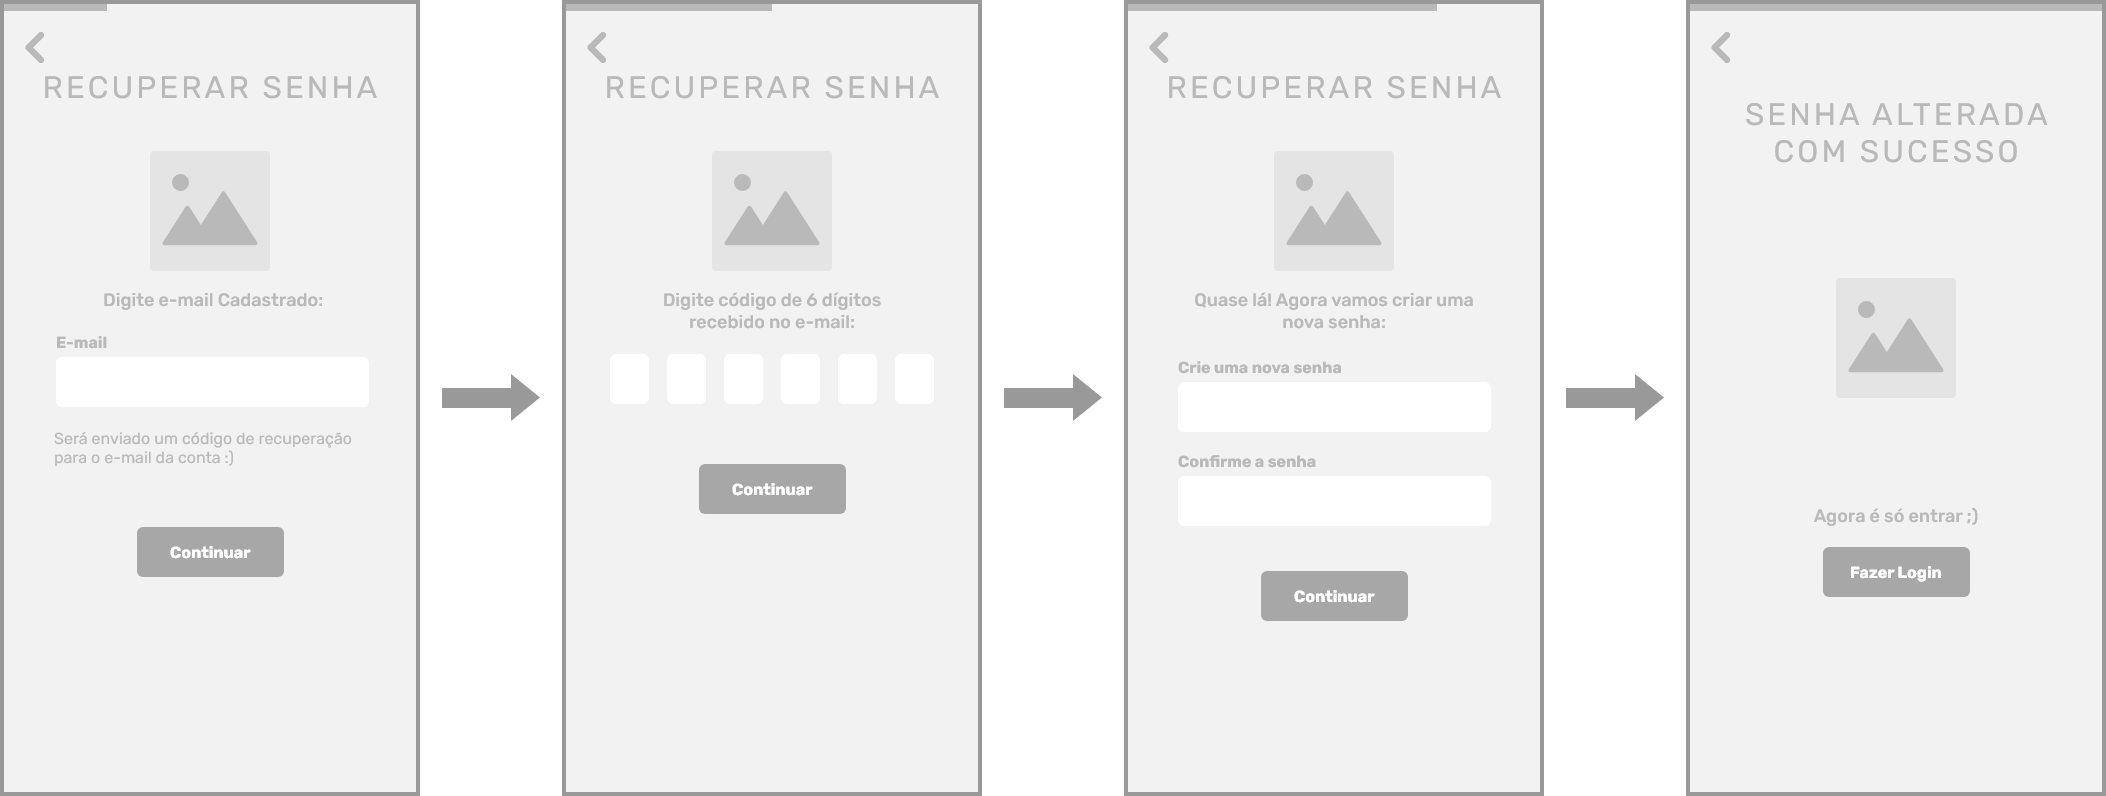 RECUPERAR SENHA
Digite e-mail Cadastrado:
E-mail
Será enviado um código de recuperação
para o e-mail da conta :)
Continuar
RECUPERAR SENHA
Digite código de 6 dígitos
recebido no e-mail:
Continuar
RECUPERAR SENHA
Quase lá! Agora vamos criar uma
nova senha:
Crie uma nova senha
Confirme a senha
Continuar
SENHA ALTERADA
COM SUCESSO
Agora é só entrar ;)
Fazer Login